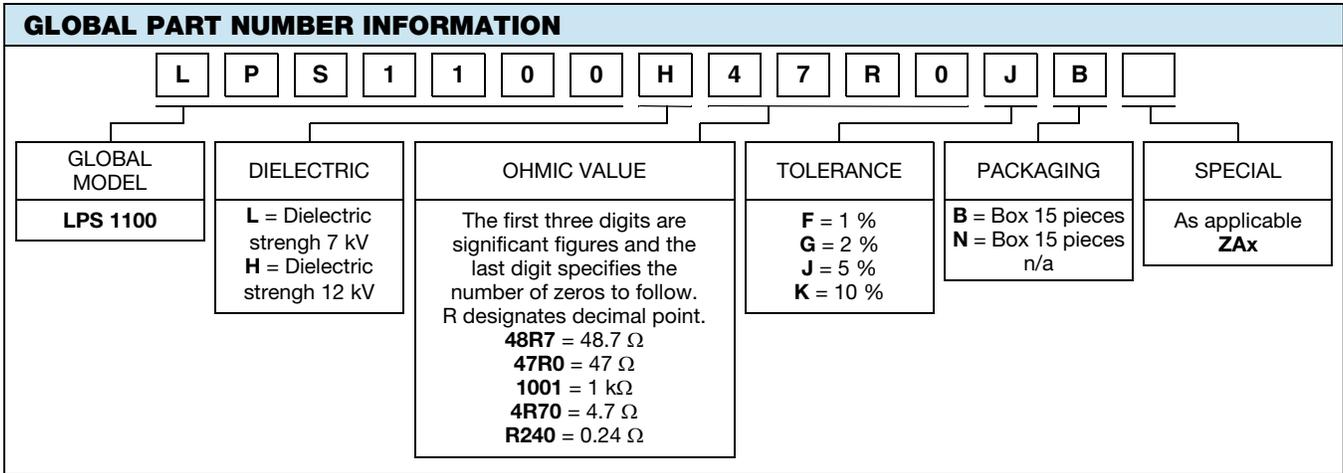 GLOBAL PART NUMBER INFORMATION
L P S 1 1 0 0 H 4 7 R 0 J B
GLOBAL
MODEL
LPS 1100
DIELECTRIC
L = Dielectric
strengh 7 kV
H = Dielectric
strengh 12 kV
OHMIC VALUE
The first three digits are
significant figures and the
last digit specifies the
number of zeros to follow.
R designates decimal point.
48R7 = 48.7 Ω
47R0 = 47 Ω
1001 = 1 kΩ
4R70 = 4.7 Ω
R240 = 0.24 Ω
TOLERANCE
F = 1 %
G = 2 %
J = 5 %
K = 10 %
PACKAGING
B = Box 15 pieces
N = Box 15 pieces
n/a
SPECIAL
As applicable
ZAx